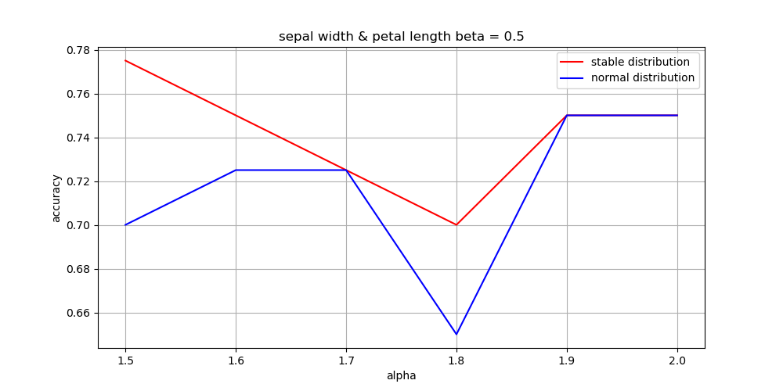 sepal width & petal length beta = 0.5
stable distribution
normal distribution
accuracy
0.78
0.76
0.74
0.72
0.70
0.68
0.66
1.5 1.6 1.7 1.8 1.9 2.0
alpha